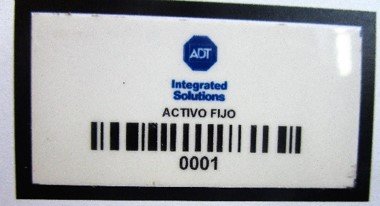 ADT
Integrated
Solutions
ACTIVO FIJO
0001